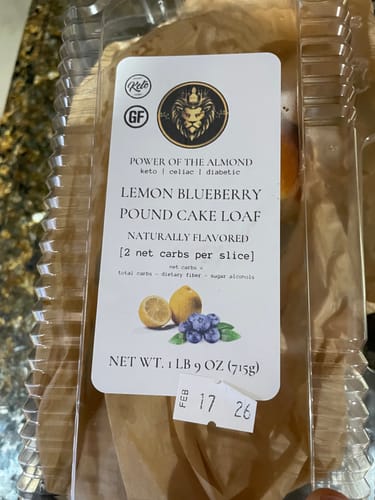 Keto
GF
POWER OF THE ALMOND
keto | celiac | diabetic
LEMON BLUEBERRY
POUND CAKE LOAF
NATURALLY FLAVORED
[2 net carbs per slice]
net carbs =
total carbs - dietary fiber - sugar alcohols
NET WT. 1 LB 9 OZ (715g)
FEB 17 26